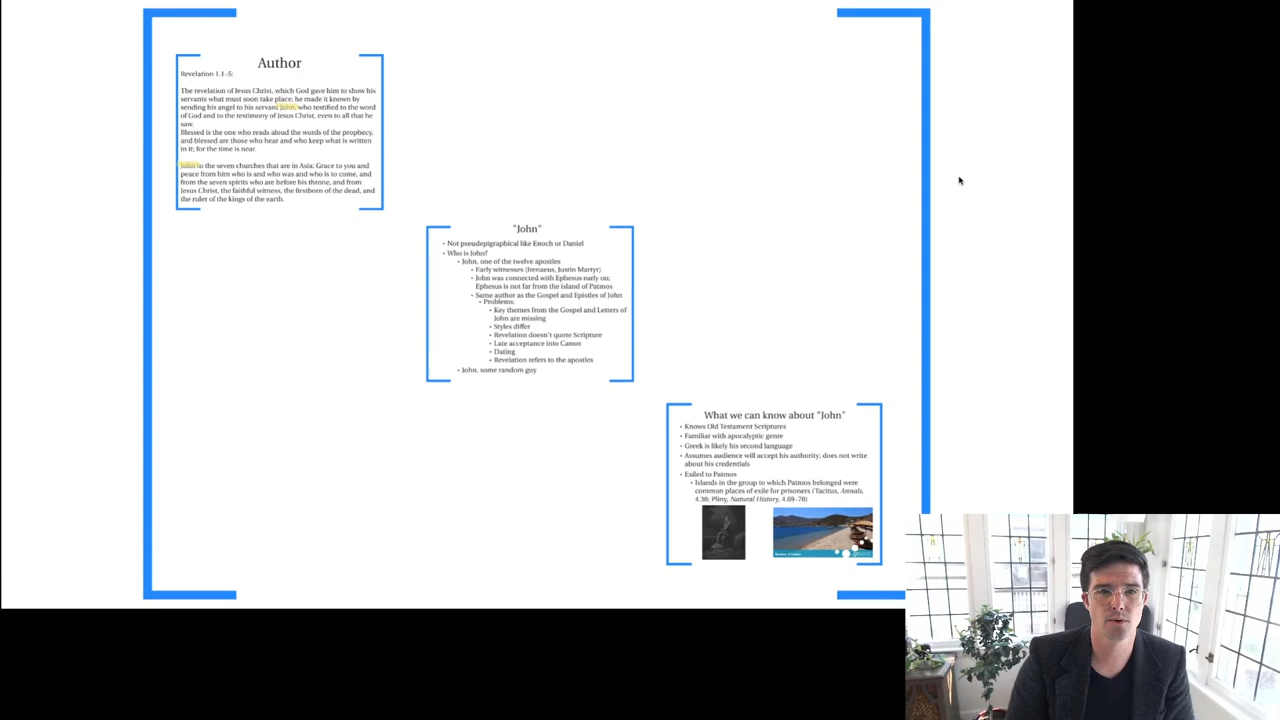 Author
Revelation 1.1-5:
The revelation of Jesus Christ, which God gave him to show his
servants what must soon take place; he made it known by
sending his angel to his servant John, who testified to the word
of God and to the testimony of Jesus Christ, even to all that he
saw.
Blessed is the one who reads aloud the words of the prophecy,
and blessed are those who hear and who keep what is written
in it; for the time is near.
John to the seven churches that are in Asia: Grace to you and
peace from him who is and who was and who is to come, and
from the seven spirits who are before his throne, and from
Jesus Christ, the faithful witness, the firstborn of the dead, and
the ruler of the kings of the earth.
"John"
• Not pseudepigraphical like Enoch or Daniel
• Who is John?
• John, one of the twelve apostles
• Early witnesses (Irenaeus, Justin Martyr)
• John was connected with Ephesus early on;
Ephesus is not far from the island of Patmos
• Same author as the Gospel and Epistles of John
• Problems:
• Key themes from the Gospel and Letters of
John are missing
• Styles differ
• Revelation doesn't quote Scripture
• Late acceptance into Canon
• Dating
• Revelation refers to the apostles
• John, some random guy
What we can know about "John"
• Knows Old Testament Scriptures
• Familiar with apocalyptic genre
• Greek is likely his second language
• Assumes audience will accept his authority; does not write
about his credentials
• Exiled to Patmos
• Islands in the group to which Patmos belonged were
common places of exile for prisoners (Tacitus, Annals,
4.30; Pliny, Natural History, 4.69-70)